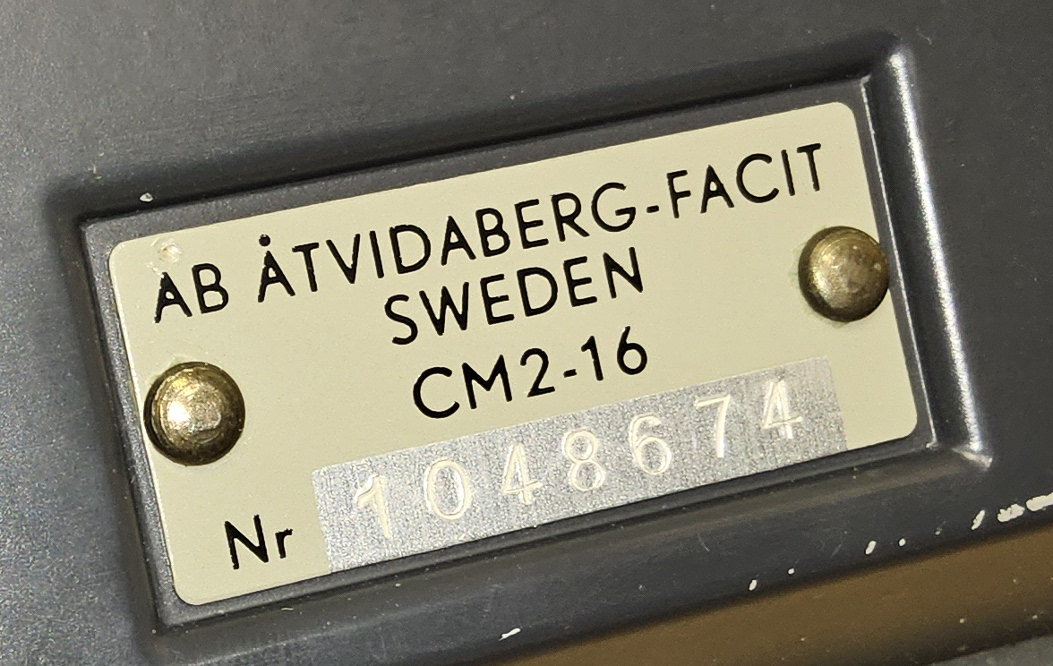 AB ÅTVIDABERG-FACIT
SWEDEN
CM2-16
Nr 1048674